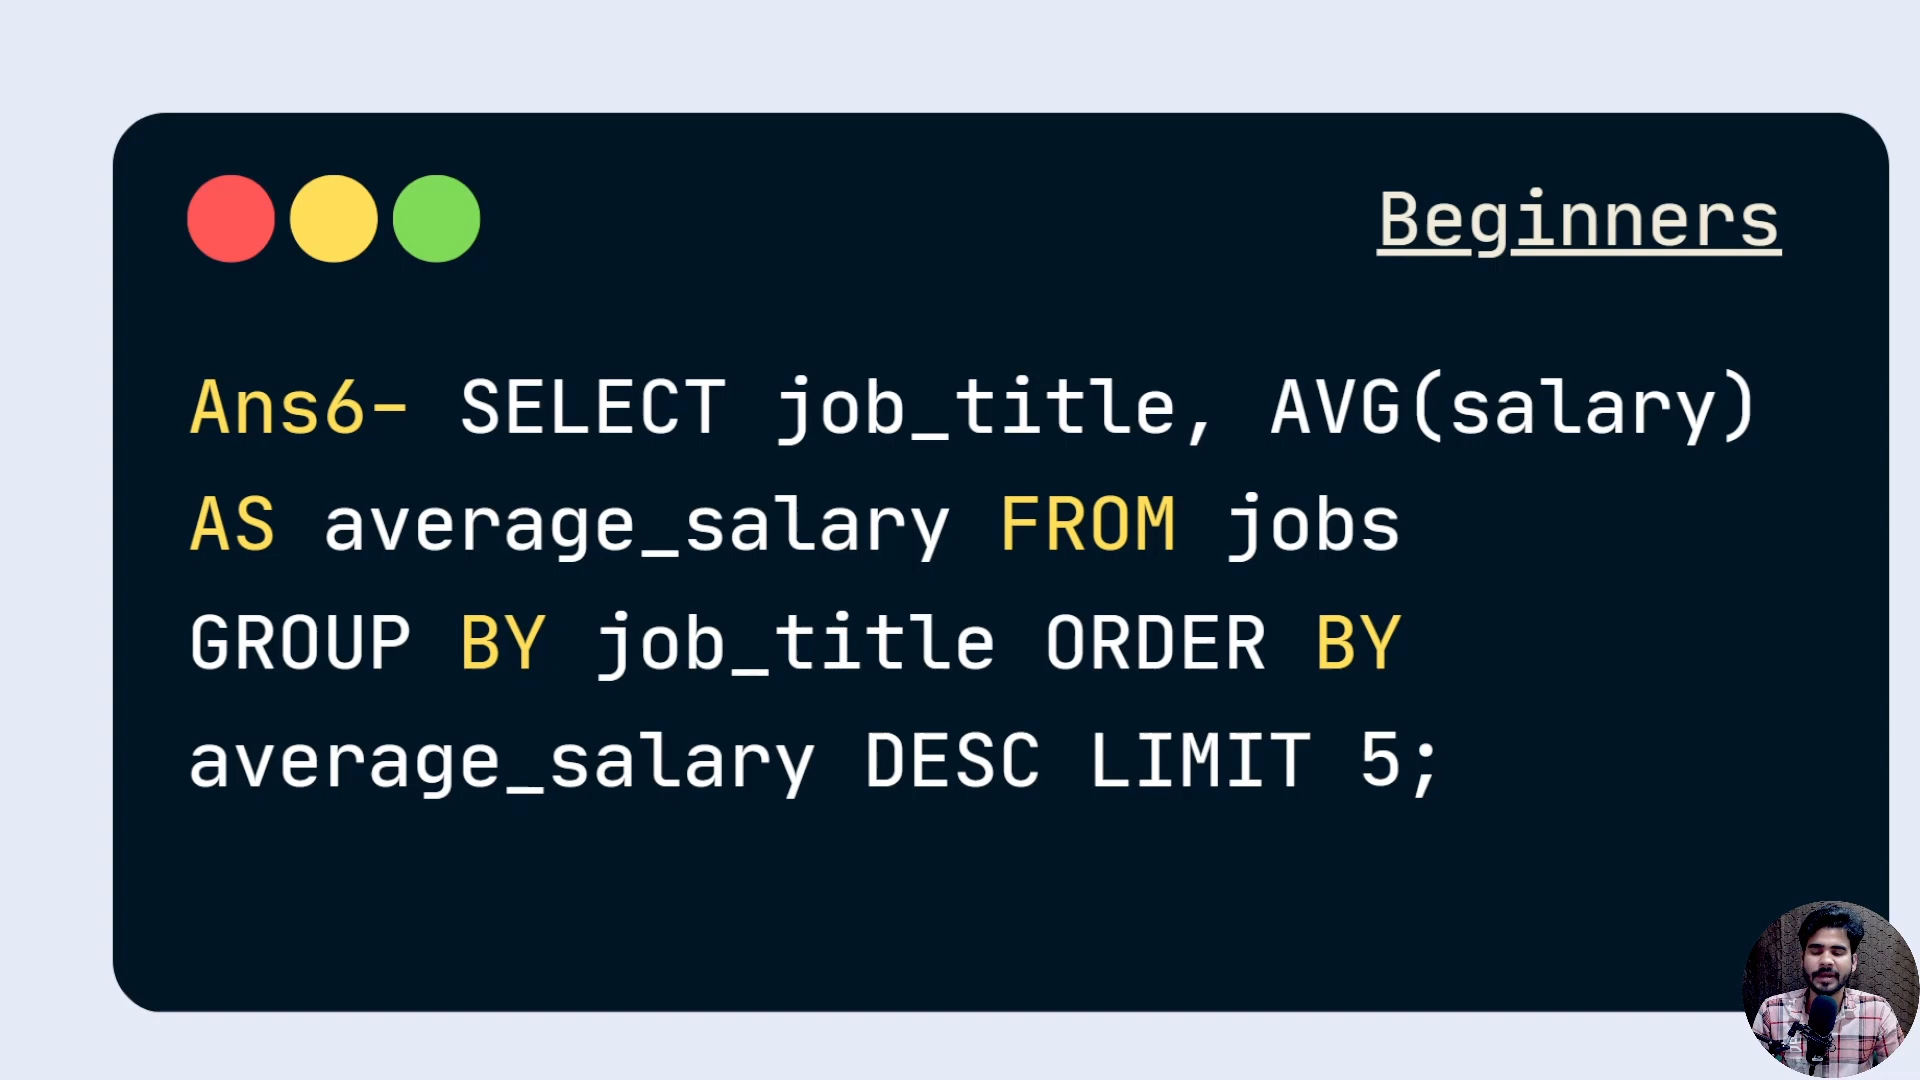 Beginners
Ans6- SELECT job_title, AVG(salary)
AS average_salary FROM jobs
GROUP BY job_title ORDER BY
average_salary DESC LIMIT 5;